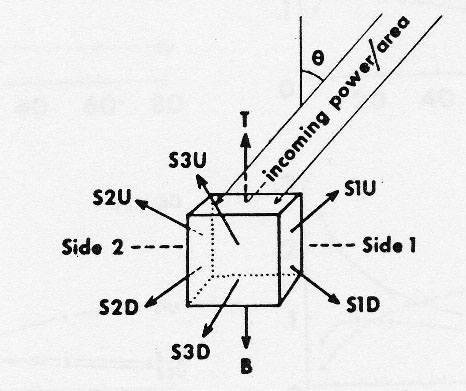 θ
incoming power/area
T
S3U
S2U
S1U
Side 2
Side 1
S2D
S1D
S3D
B